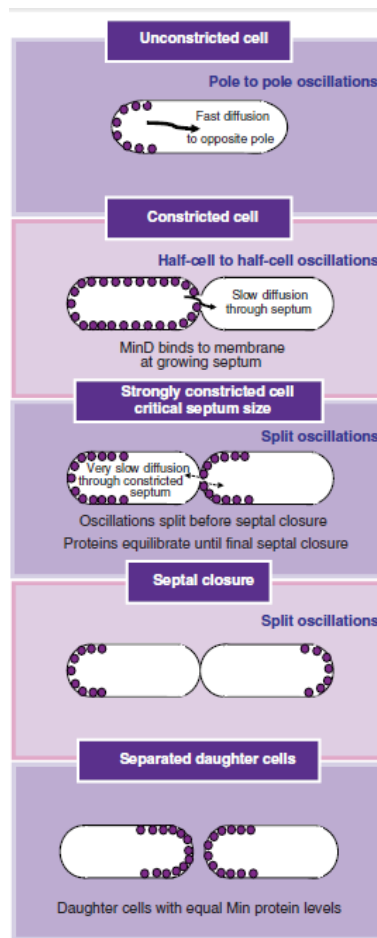 Unconstricted cell
Pole to pole oscillations
Fast diffusion
to opposite pole
Constricted cell
Half-cell to half-cell oscillations
Slow diffusion
through septum
MinD binds to membrane
at growing septum
Strongly constricted cell
critical septum size
Split oscillations
Very slow diffusion
through constricted
septum
Oscillations split before septal closure
Proteins equilibrate until final septal closure
Septal closure
Split oscillations
Separated daughter cells
Daughter cells with equal Min protein levels